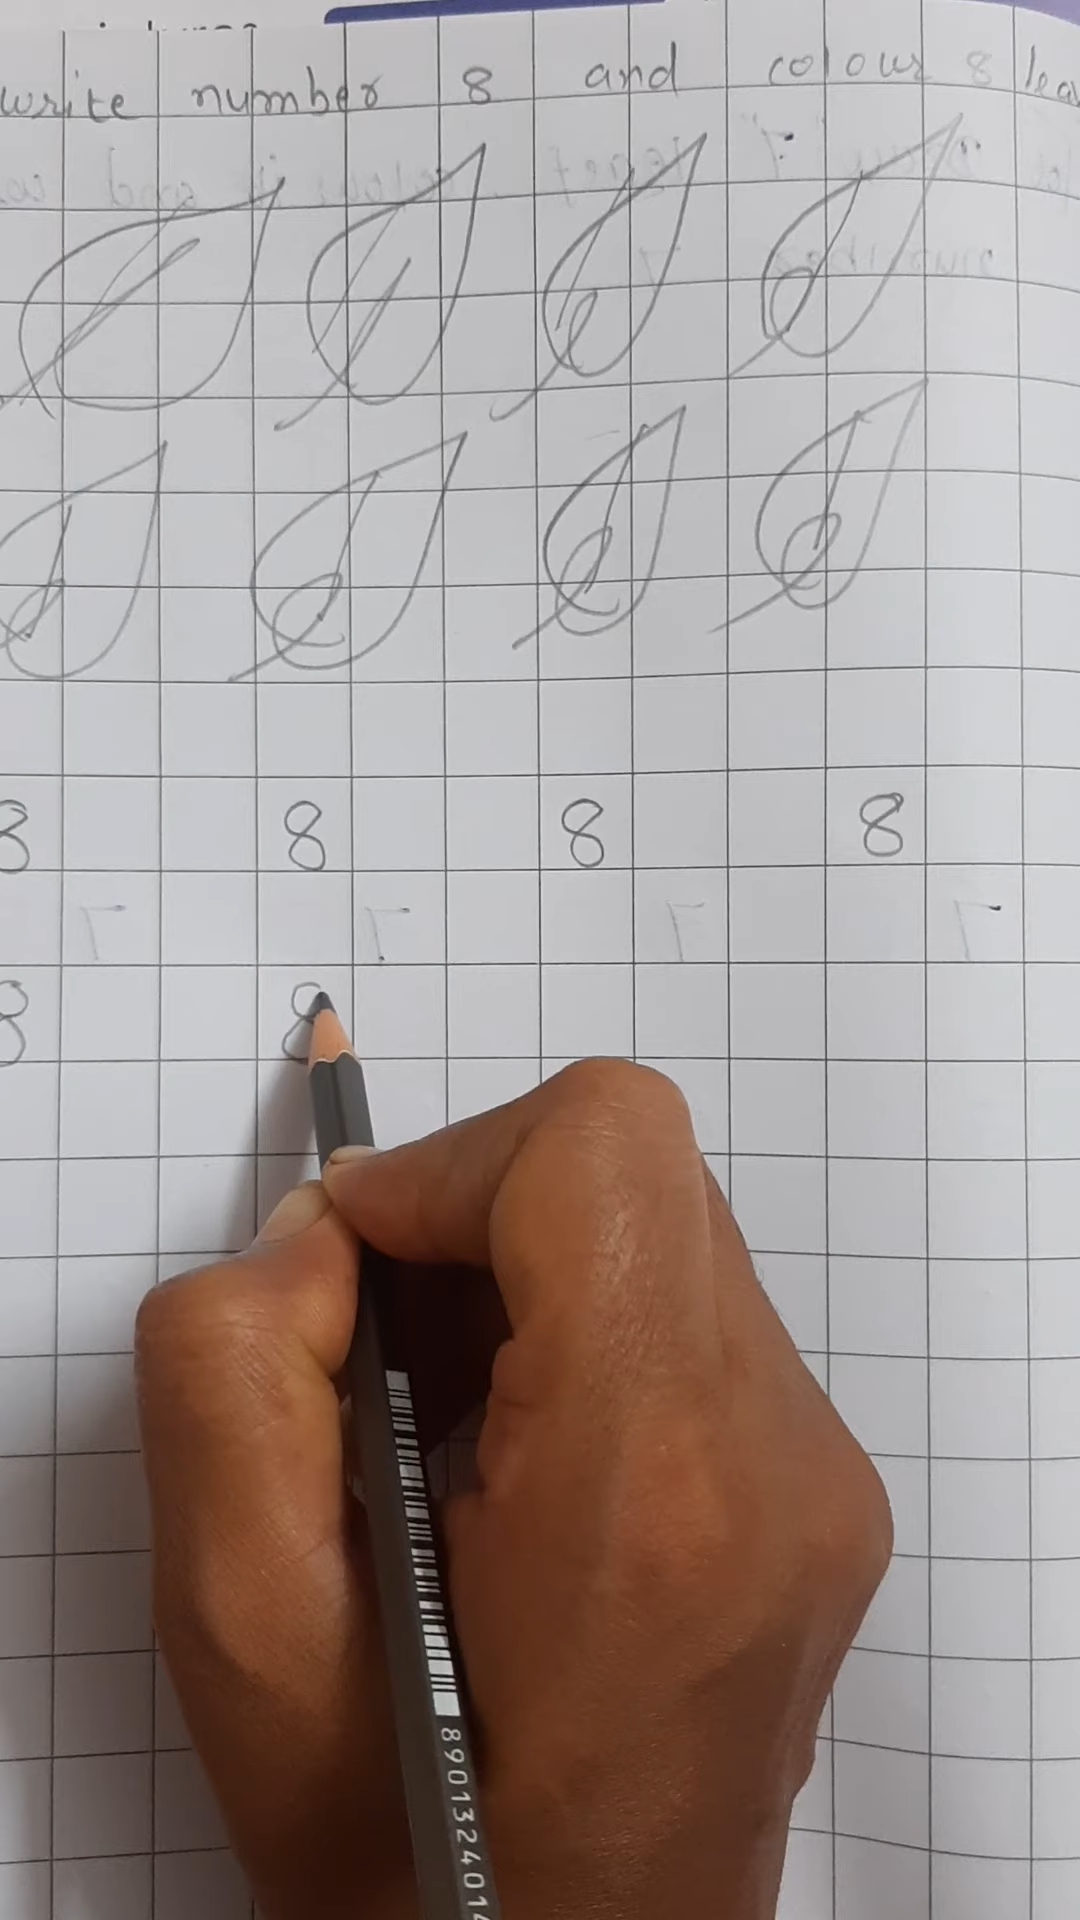 write number 8 and colour 8 lea
8 8 8 8
8 8
8901324014